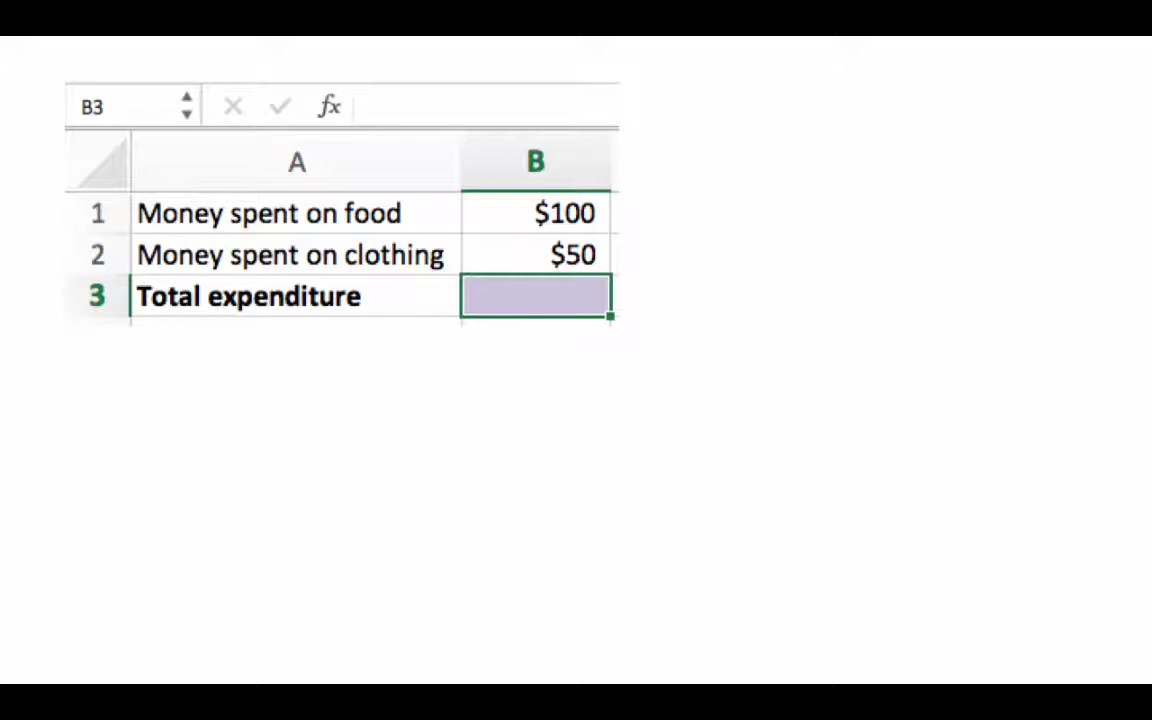 B3 fx
A B
1 Money spent on food $100
2 Money spent on clothing $50
3 Total expenditure